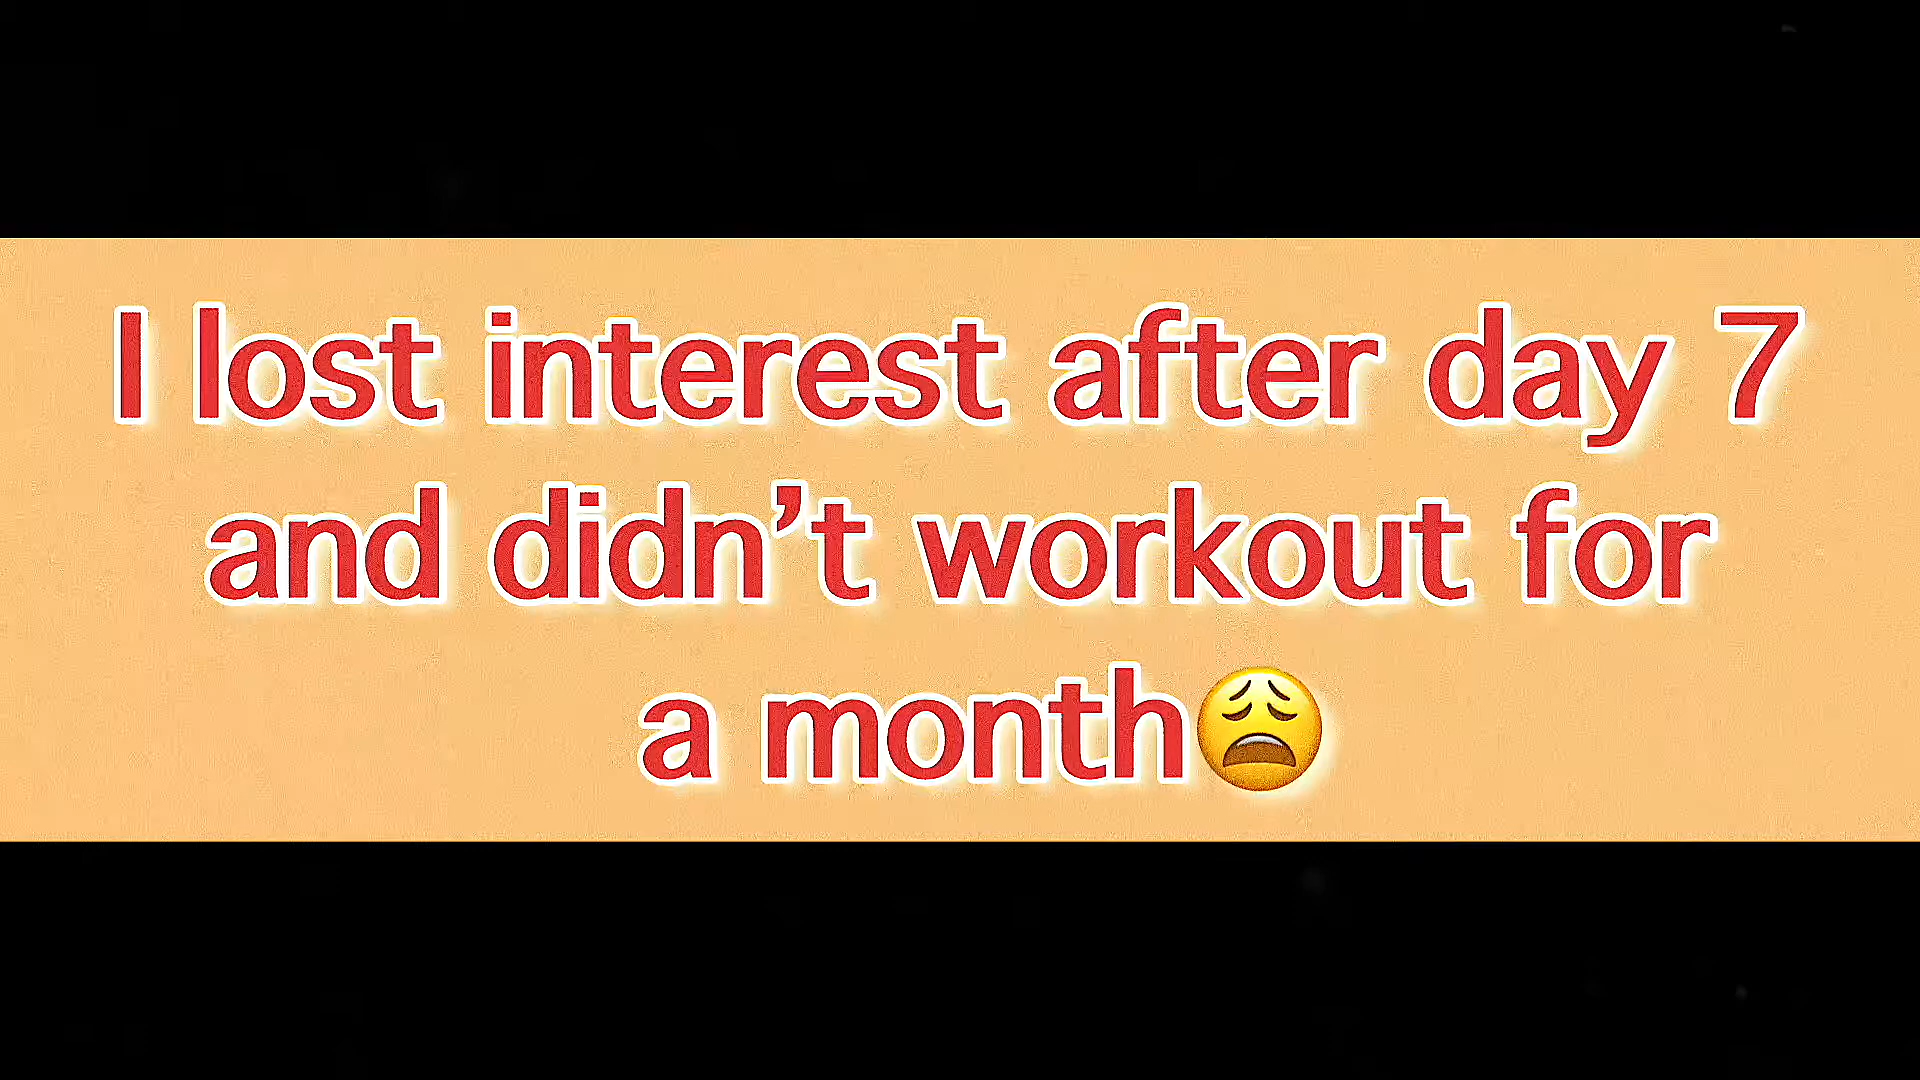 I lost interest after day 7
and didn’t workout for
a month😩